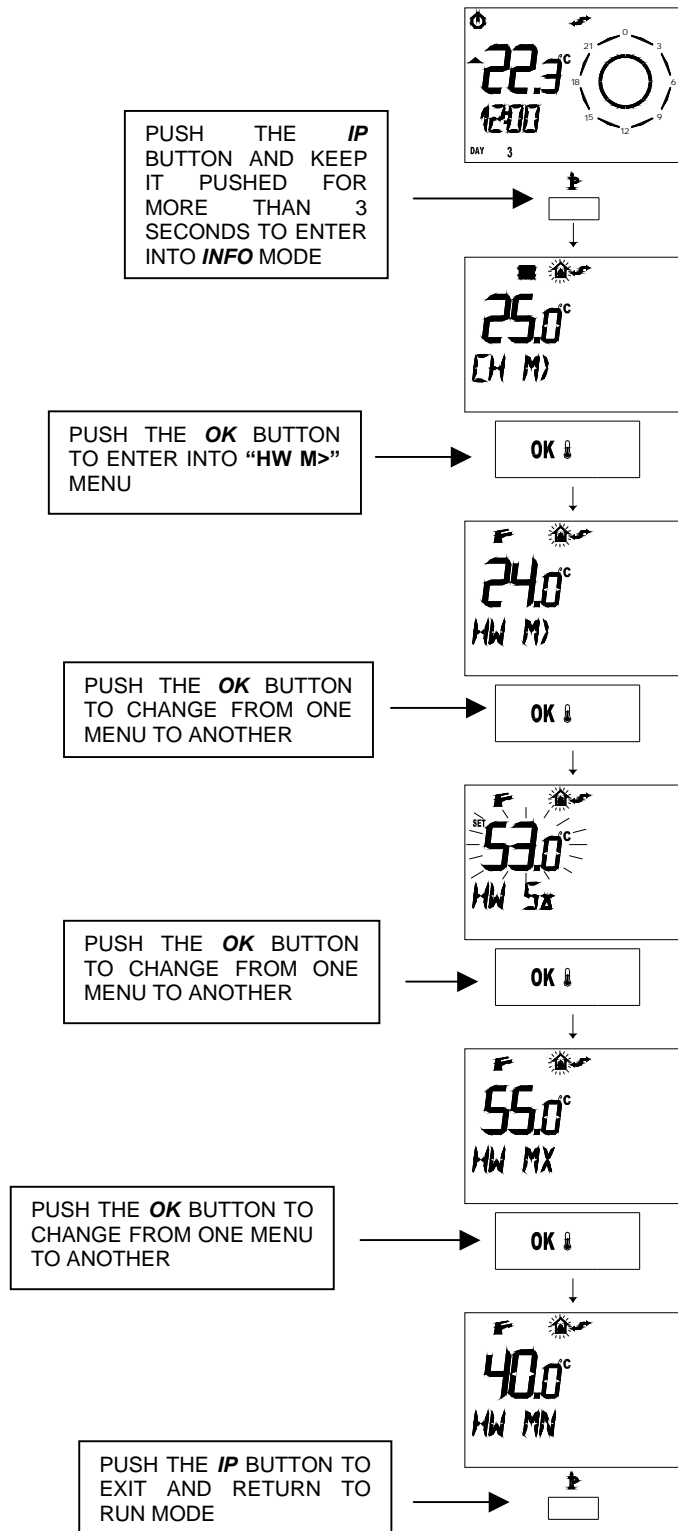 0
21 3
22.3°C
18 6
12:00
15 9
12
DAY 3
PUSH THE IP
BUTTON AND KEEP
IT PUSHED FOR
MORE THAN 3
SECONDS TO ENTER
INTO INFO MODE
25.0°C
CH M>
PUSH THE OK BUTTON
TO ENTER INTO “HW M>”
MENU
OK
24.0°C
HW M>
PUSH THE OK BUTTON
TO CHANGE FROM ONE
MENU TO ANOTHER
OK
SET
53.0°C
HW
PUSH THE OK BUTTON
TO CHANGE FROM ONE
MENU TO ANOTHER
OK
55.0°C
HW MX
PUSH THE OK BUTTON TO
CHANGE FROM ONE MENU
TO ANOTHER
OK
40.0°C
HW MN
PUSH THE IP BUTTON TO
EXIT AND RETURN TO
RUN MODE